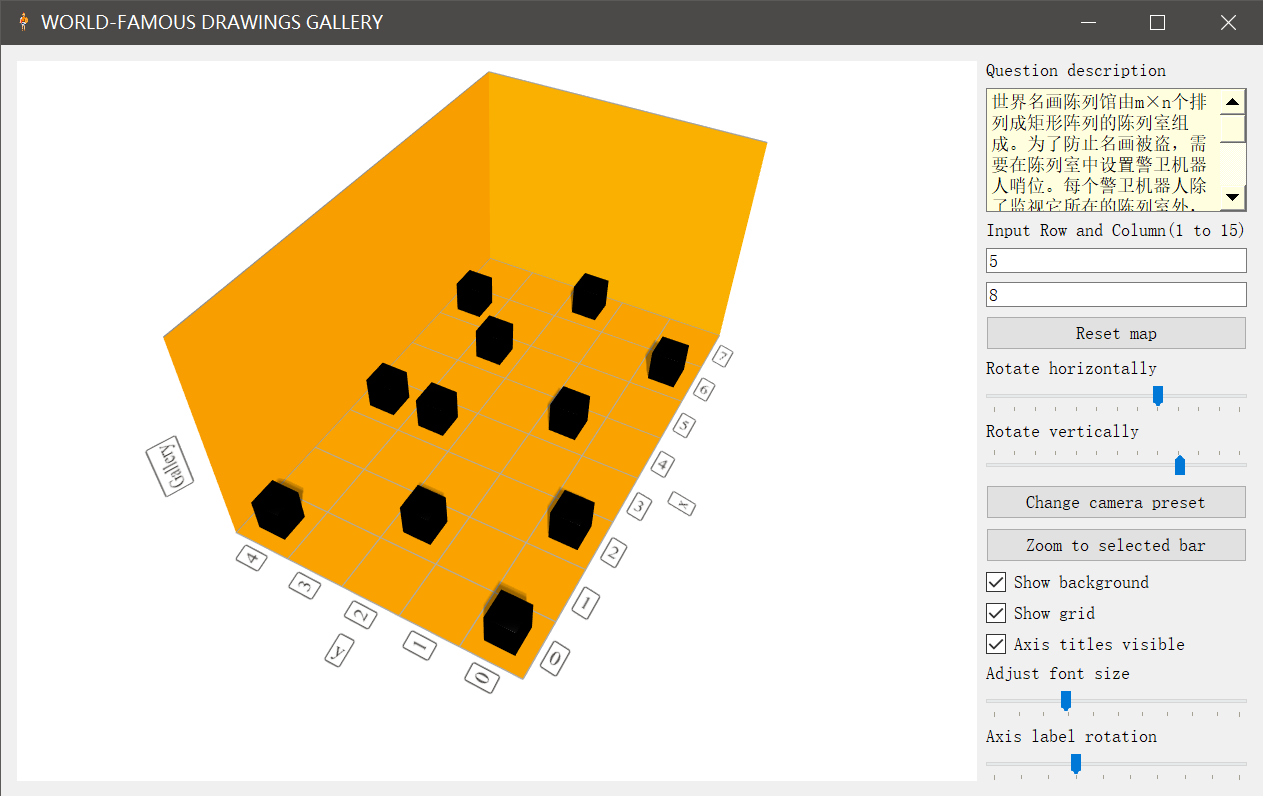 WORLD-FAMOUS DRAWINGS GALLERY
Question description
世界名画陈列馆由m×n个排
列成矩形阵列的陈列室组
成。为了防止名画被盗，需
要在陈列室中设置警卫机器
人哨位。每个警卫机器人除
了监视它所在的陈列室外，
Input Row and Column(1 to 15)
5
8
Reset map
Rotate horizontally
Rotate vertically
Change camera preset
Zoom to selected bar
Show background
Show grid
Axis titles visible
Adjust font size
Axis label rotation
Gallery
4
3
2
1
0
y
0
1
2
3
4
5
6
7
x